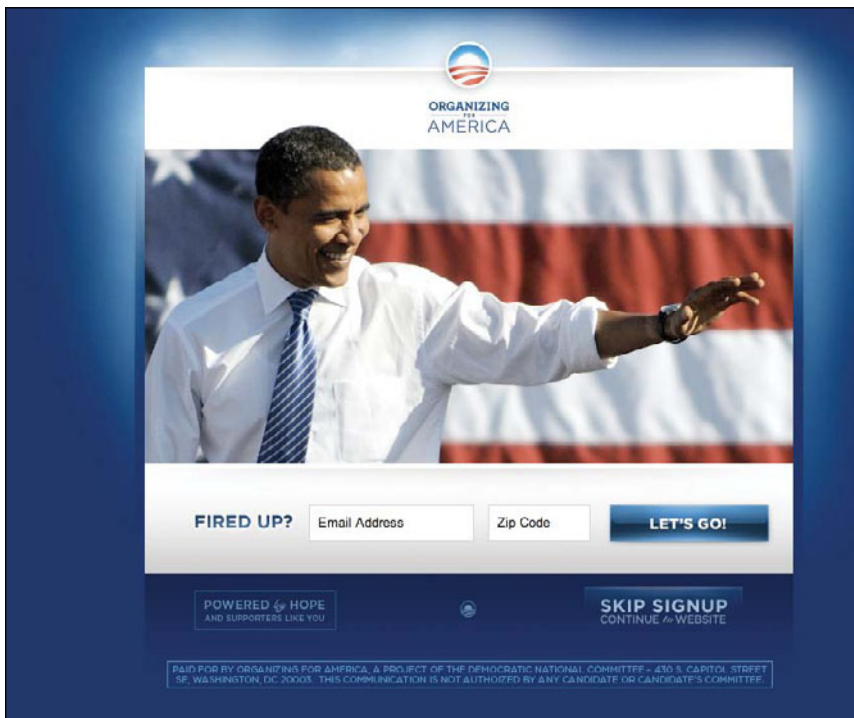 ORGANIZING
FOR
AMERICA
FIRED UP? Email Address Zip Code LET'S GO!
POWERED by HOPE
AND SUPPORTERS LIKE YOU
SKIP SIGNUP
CONTINUE to WEBSITE
PAID FOR BY ORGANIZING FOR AMERICA, A PROJECT OF THE DEMOCRATIC NATIONAL COMMITTEE – 430 S. CAPITOL STREET
SE, WASHINGTON, DC 20003. THIS COMMUNICATION IS NOT AUTHOIZED BY ANY CANDIDATE OR CANDIDATE'S COMMITTEE.